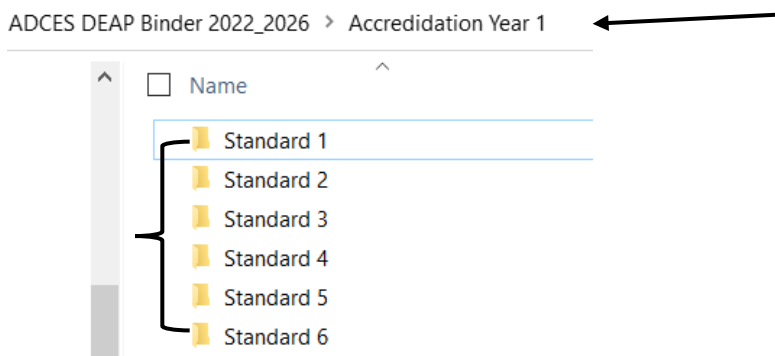 ADCES DEAP Binder 2022_2026 > Accredidation Year 1
Name
Standard 1
Standard 2
Standard 3
Standard 4
Standard 5
Standard 6